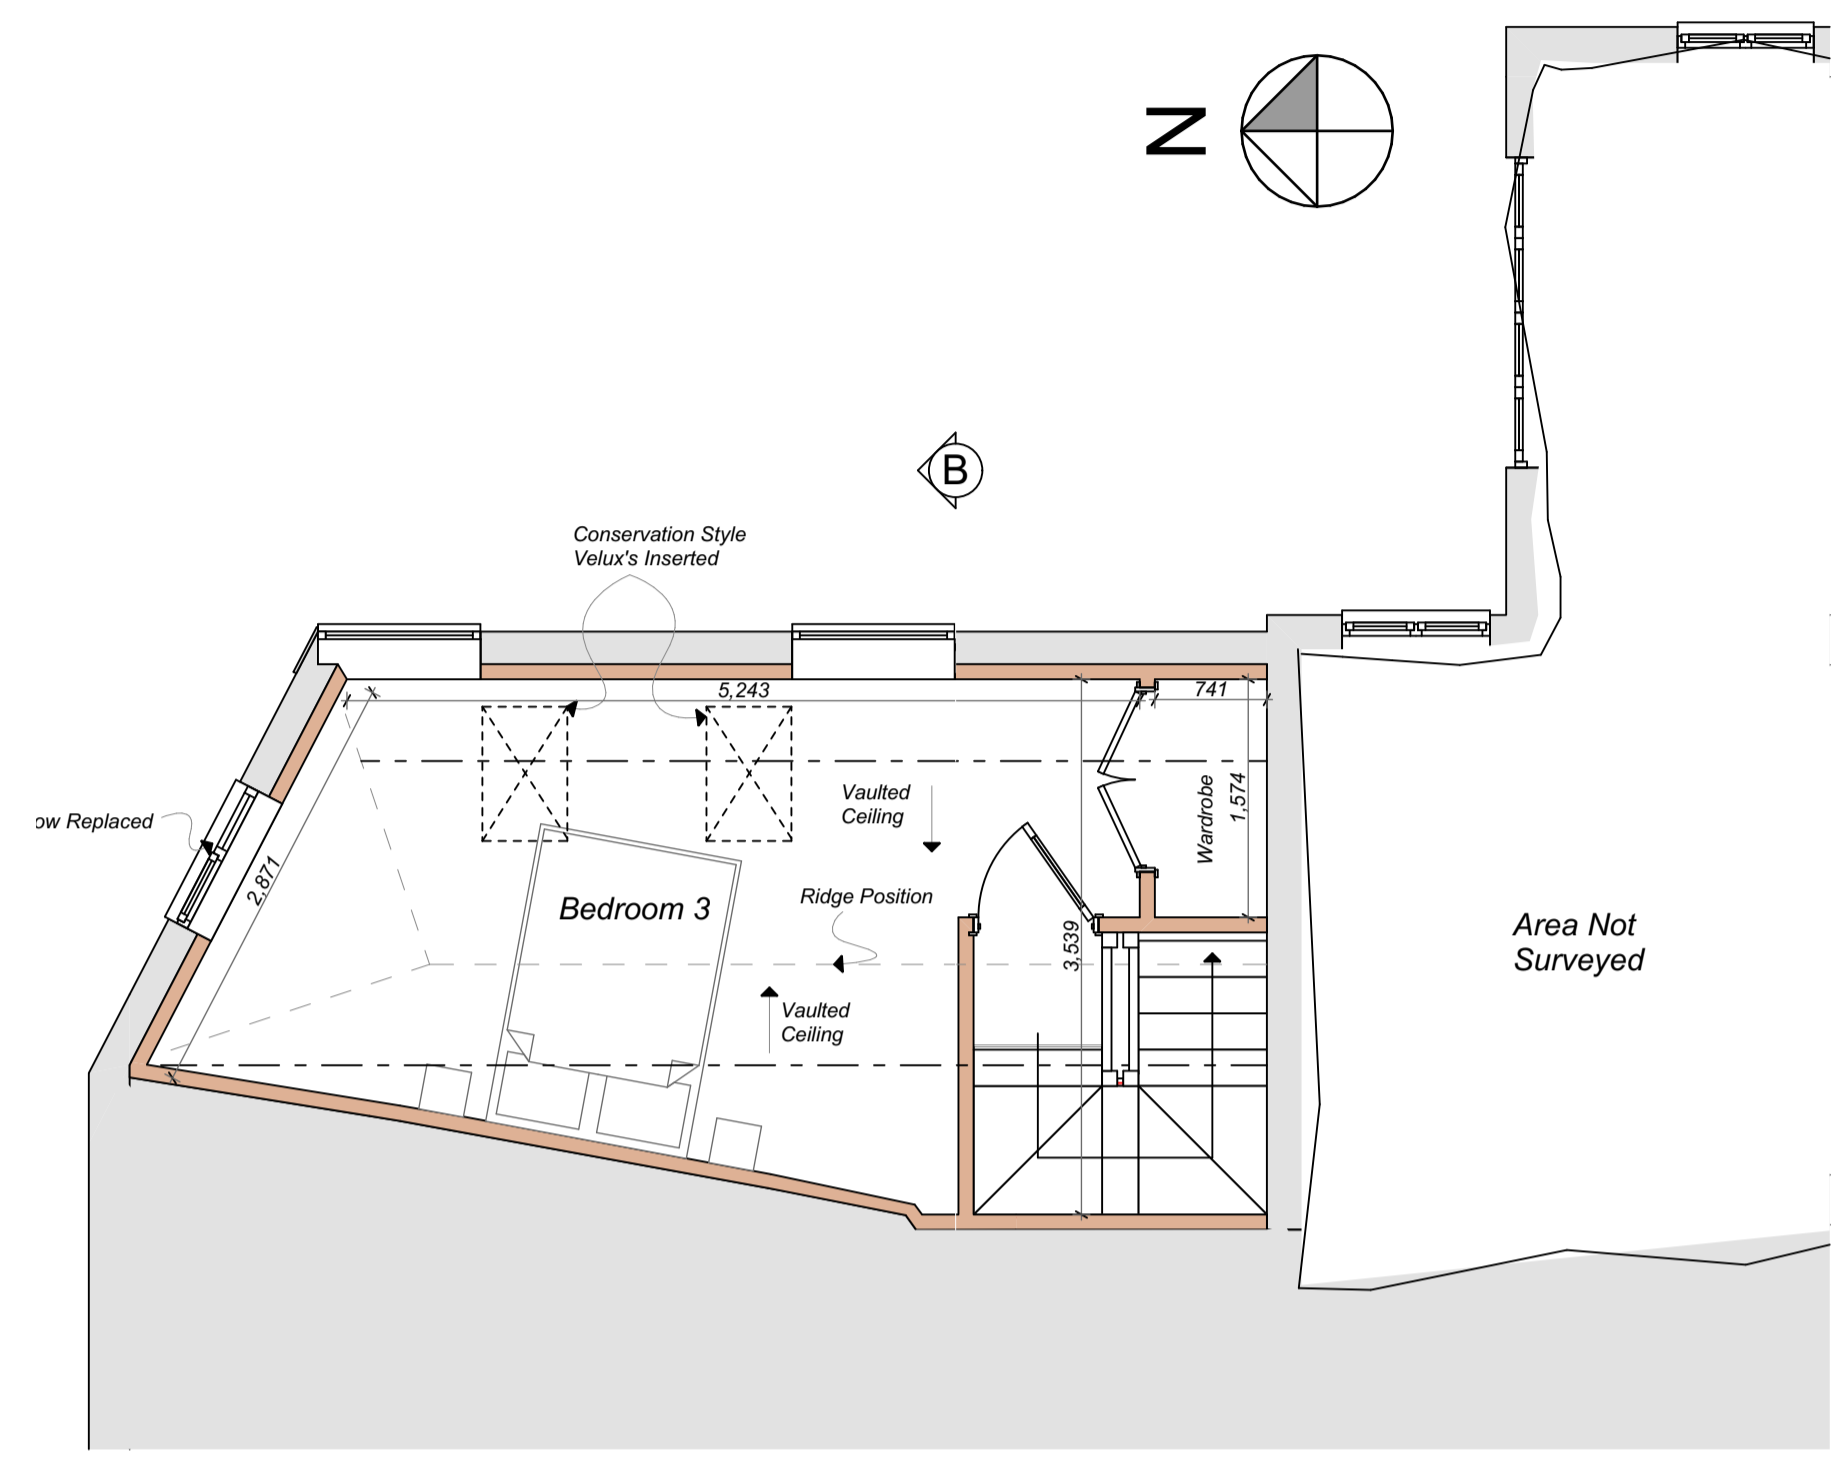 N
B
Conservation Style
Velux's Inserted
5,243
741
ow Replaced
2,871
Vaulted
Ceiling
Wardrobe
1,574
Bedroom 3
Ridge Position
3,539
Area Not
Surveyed
Vaulted
Ceiling